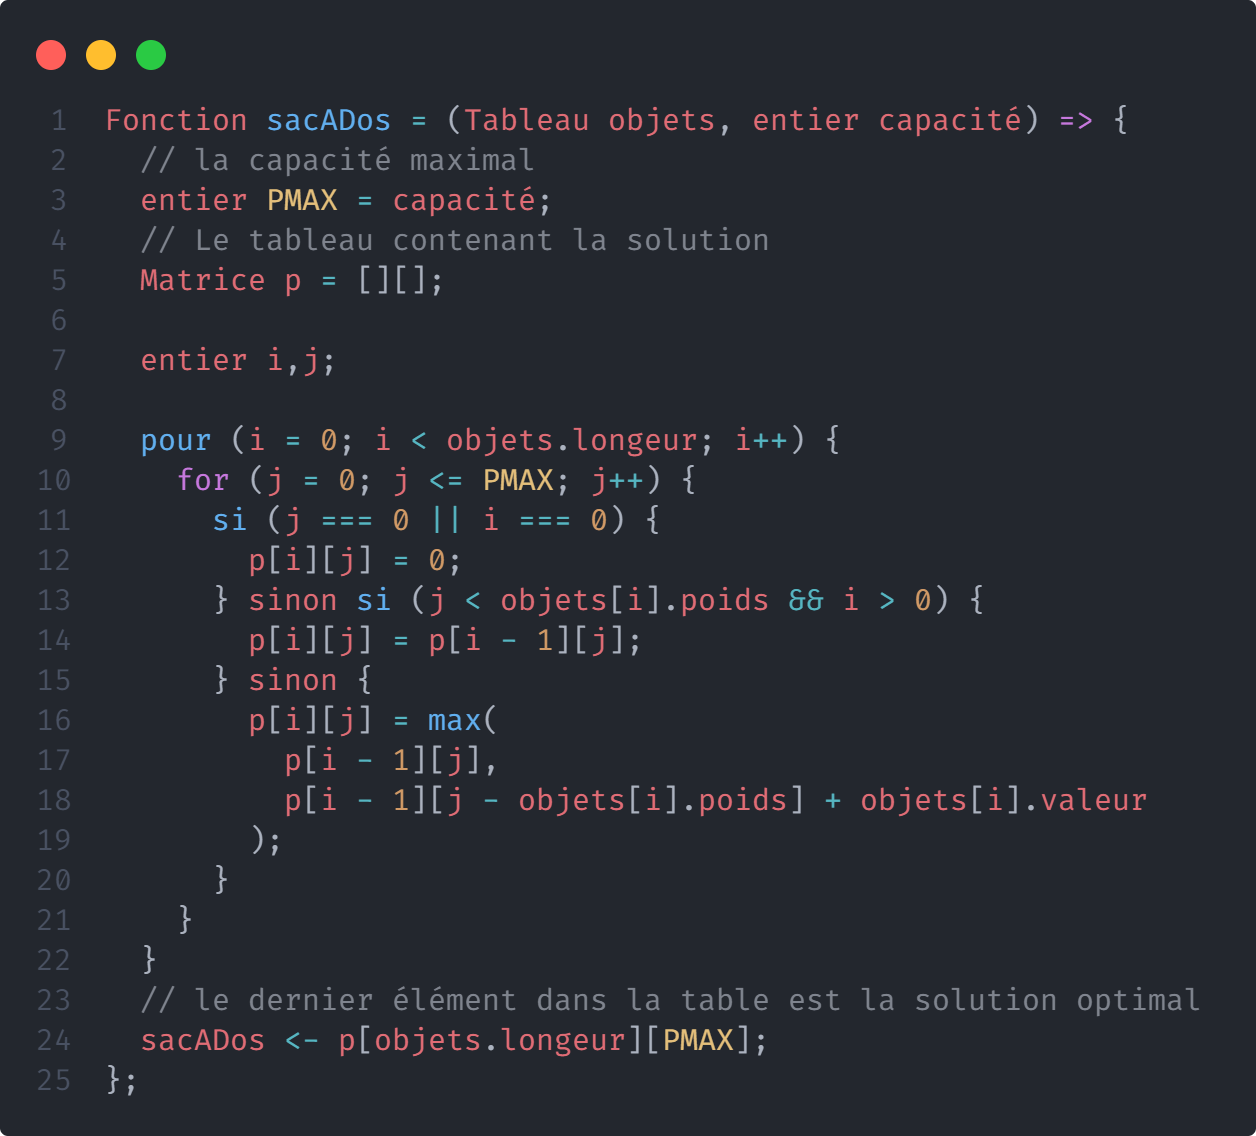 1 Fonction sacADos = (Tableau objets, entier capacité) => {
2 // la capacité maximal
3 entier PMAX = capacité;
4 // Le tableau contenant la solution
5 Matrice p = [][];
6
7 entier i,j;
8
9 pour (i = 0; i < objets.longeur; i++) {
10 for (j = 0; j <= PMAX; j++) {
11 si (j === 0 || i === 0) {
12 p[i][j] = 0;
13 } sinon si (j < objets[i].poids && i > 0) {
14 p[i][j] = p[i - 1][j];
15 } sinon {
16 p[i][j] = max(
17 p[i - 1][j],
18 p[i - 1][j - objets[i].poids] + objets[i].valeur
19 );
20 }
21 }
22 }
23 // le dernier élément dans la table est la solution optimal
24 sacADos <- p[objets.longeur][PMAX];
25 };